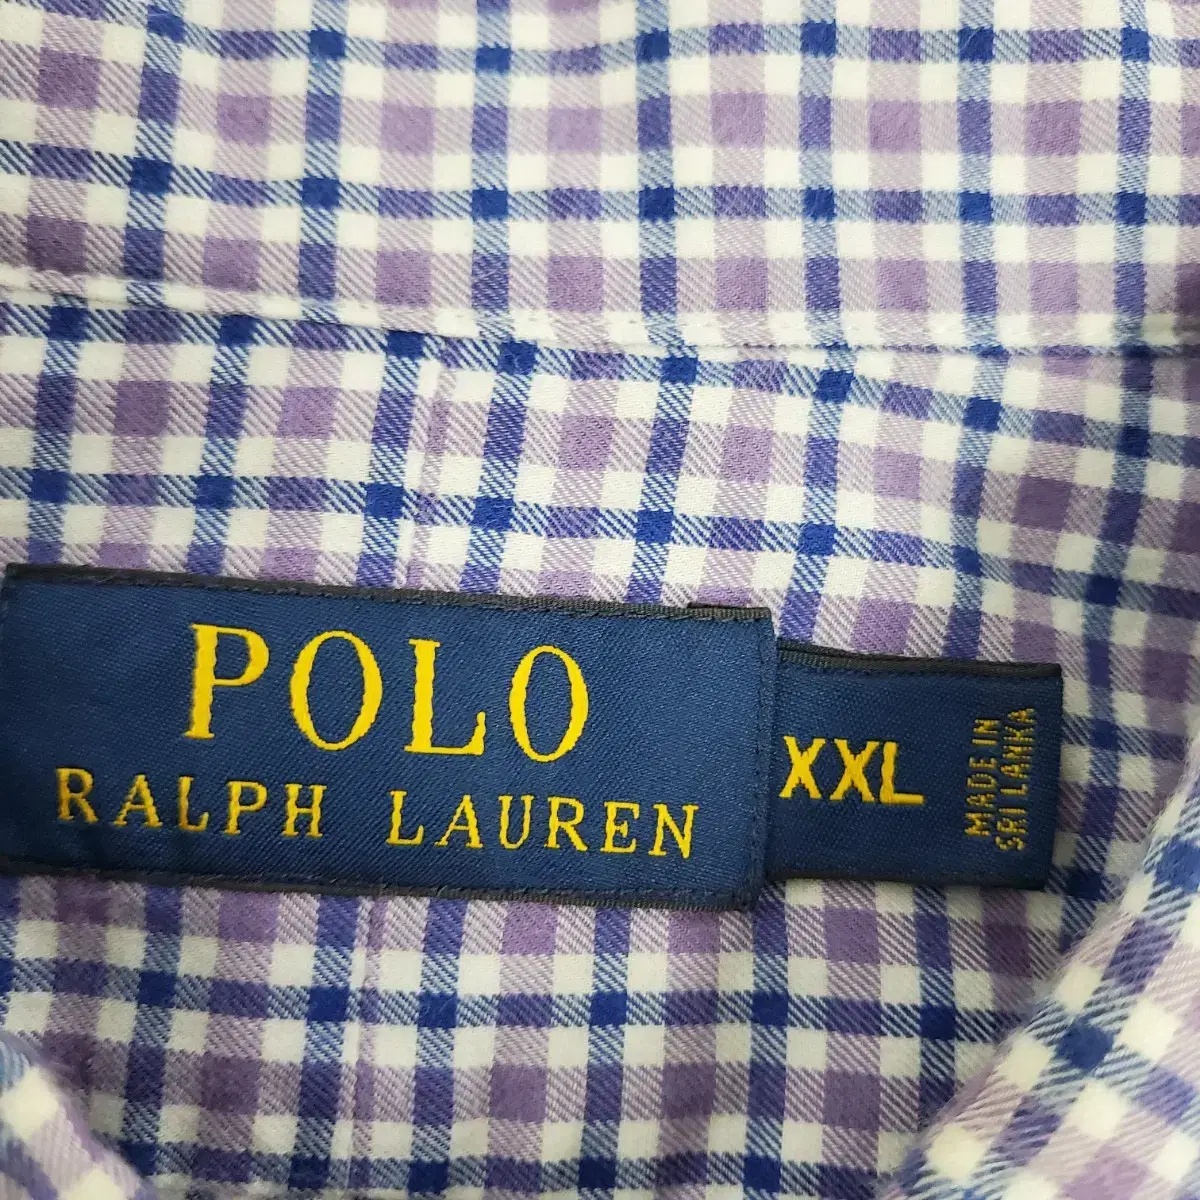 POLO
RALPH LAUREN
XXL
MADE IN
SRI LANKA